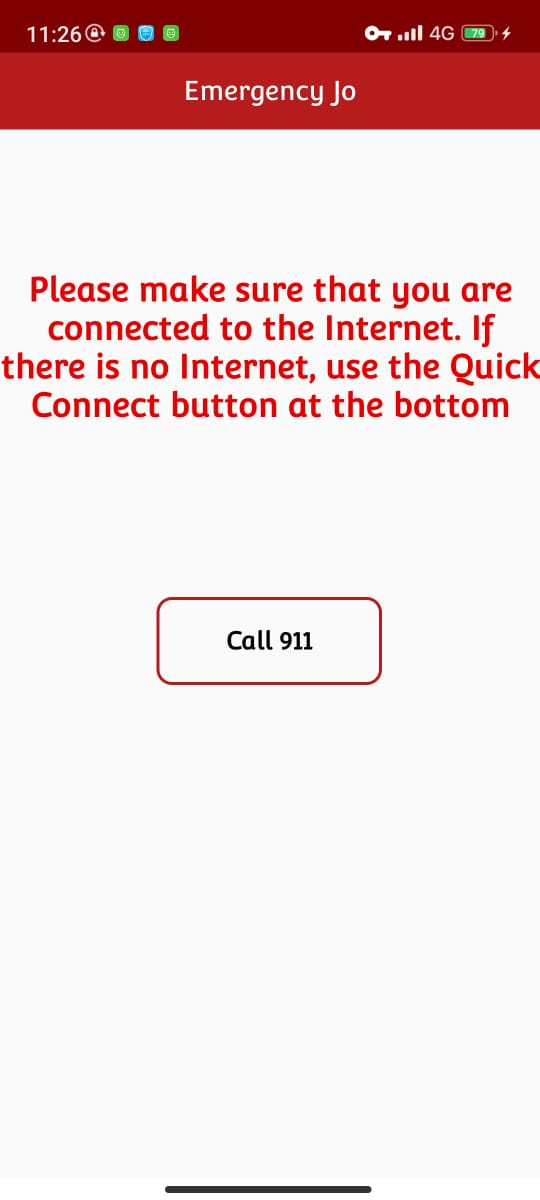 11:26 4G 79
Emergency Jo
Please make sure that you are
connected to the Internet. If
there is no Internet, use the Quick
Connect button at the bottom
Call 911